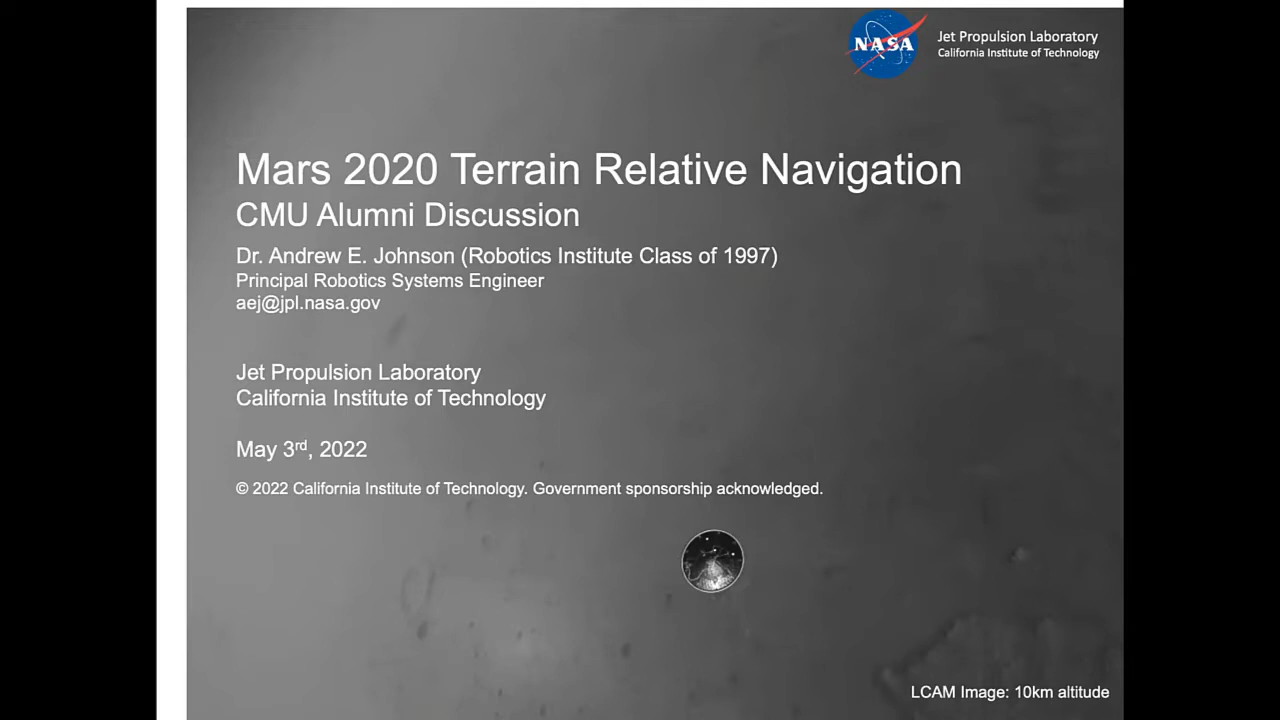 NASA
Jet Propulsion Laboratory
California Institute of Technology
Mars 2020 Terrain Relative Navigation
CMU Alumni Discussion
Dr. Andrew E. Johnson (Robotics Institute Class of 1997)
Principal Robotics Systems Engineer
aej@jpl.nasa.gov
Jet Propulsion Laboratory
California Institute of Technology
May 3rd, 2022
© 2022 California Institute of Technology. Government sponsorship acknowledged.
LCAM Image: 10km altitude